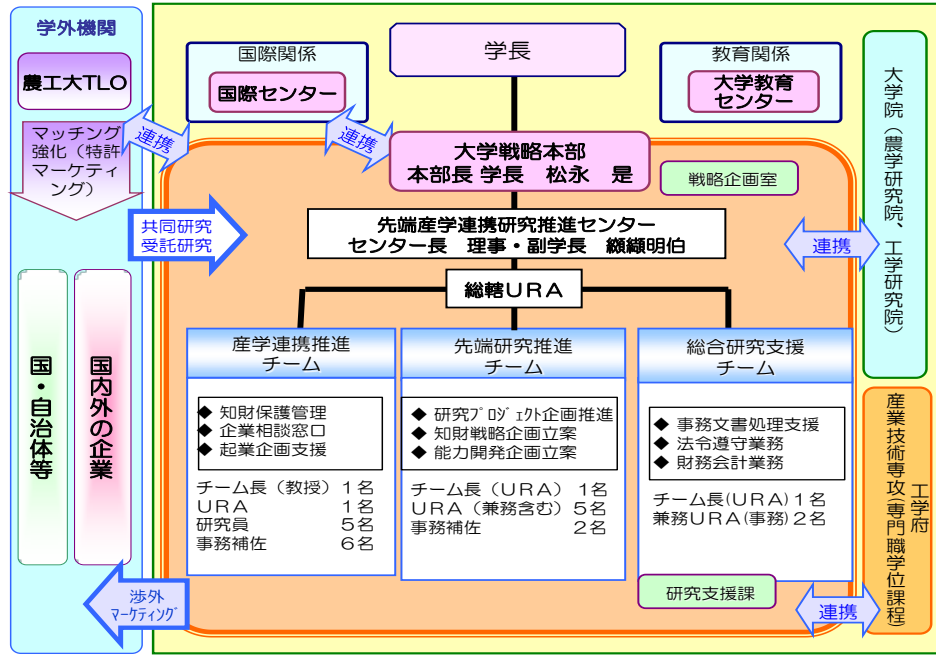 学外機関
農工大TLO
マッチング
強化（特許
マーケティ
ング）
連携
共同研究
受託研究
国・自治体等
国内外の企業
渉外
マーケティング
国際関係
国際センター
連携
学長
教育関係
大学教育
センター
大学戦略本部
本部長 学長　松永　是
戦略企画室
先端産学連携研究推進センター
センター長　理事・副学長　纐纈明伯
総轄ＵＲＡ
産学連携推進
チーム
◆ 知財保護管理
◆ 企業相談窓口
◆ 起業企画支援
チーム長（教授）１名
ＵＲＡ　１名
研究員　５名
事務補佐　６名
先端研究推進
チーム
◆ 研究ﾌﾟﾛｼﾞｪｸﾄ企画推進
◆ 知財戦略企画立案
◆ 能力開発企画立案
チーム長（ＵＲＡ）１名
ＵＲＡ（兼務含む）５名
事務補佐　２名
総合研究支援
チーム
◆ 事務文書処理支援
◆ 法令遵守業務
◆ 財務会計業務
チーム長(ＵＲＡ)１名
兼務ＵＲＡ(事務)２名
研究支援課
連携
連携
大学院（農学研究院、工学研究院）
工学府
産業技術専攻(専門職学位課程)